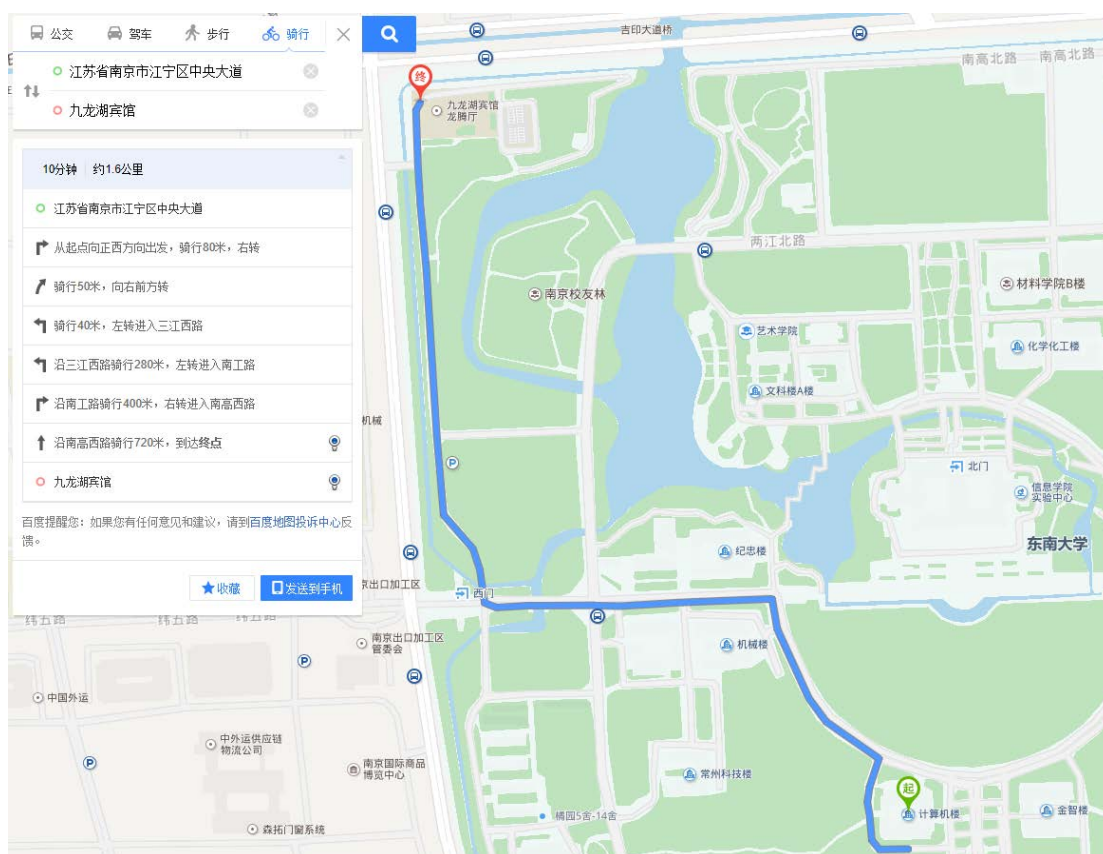 公交 驾车 步行 骑行
江苏省南京市江宁区中央大道
九龙湖宾馆
10分钟 约1.6公里
江苏省南京市江宁区中央大道
从起点向正西方向出发，骑行80米，右转
骑行50米，向右前方转
骑行40米，左转进入三江西路
沿三江西路骑行280米，左转进入南工路
沿南工路骑行400米，右转进入南高西路
沿南高西路骑行720米，到达终点
九龙湖宾馆
百度提醒您：如果您有任何意见和建议，请到百度地图投诉中心反
馈。
收藏 发送到手机
吉印大道桥
南高北路 南高北路
终
九龙湖宾馆
龙腾厅
两江北路
材料学院B楼
南京校友林
艺术学院
化学化工楼
文科楼A楼
机械
P
北门
信息学院
实验中心
东南大学
纪忠楼
京出口加工区
西门
纬五路 纬五路 纬五路
南京出口加工区
管委会
机械楼
P
中国外运
中外运供应链
物流公司
P
南京国际商品
博览中心
常州科技楼
起
计算机楼
金智楼
橘园5舍-14舍
森拓门窗系统